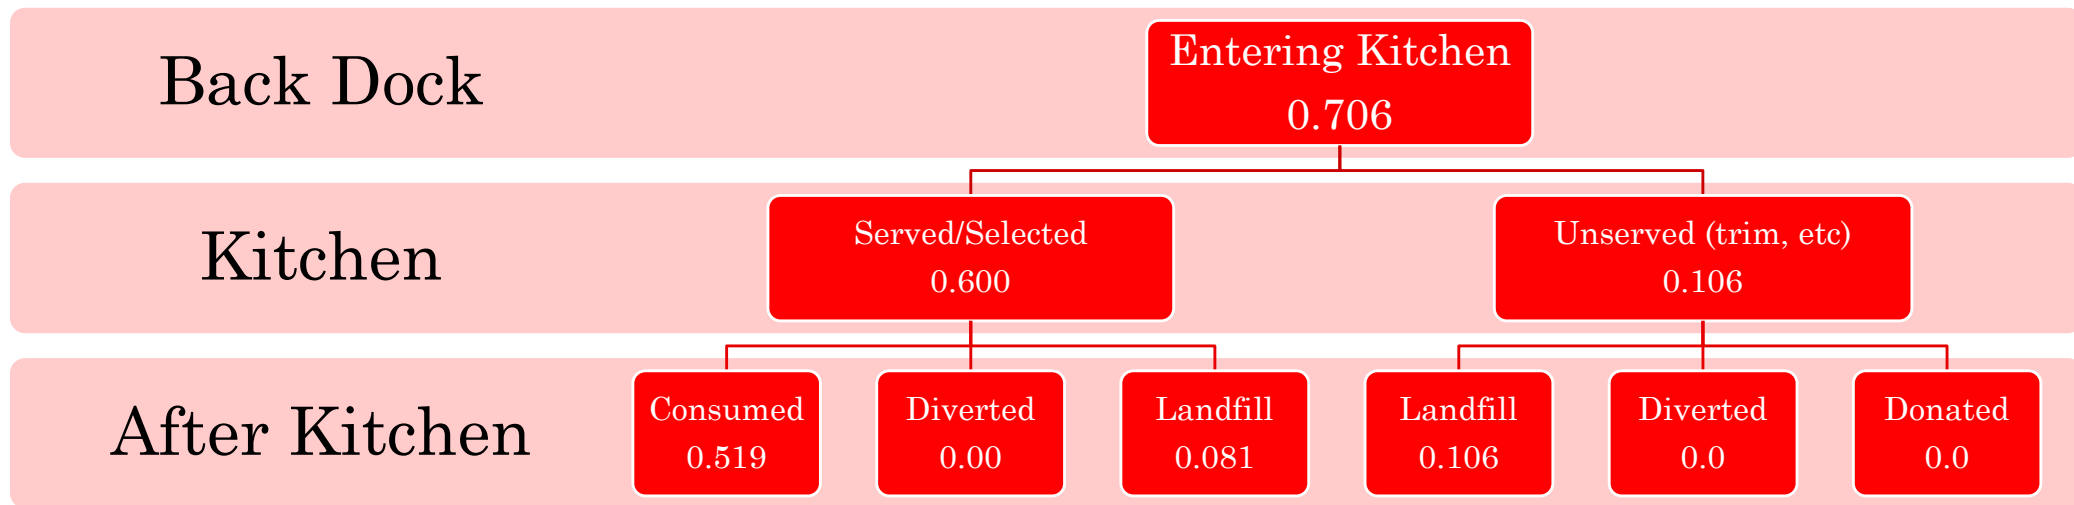 Back Dock
Entering Kitchen
0.706
Kitchen
Served/Selected
0.600
Unserved (trim, etc)
0.106
After Kitchen
Consumed
0.519
Diverted
0.00
Landfill
0.081
Landfill
0.106
Diverted
0.0
Donated
0.0